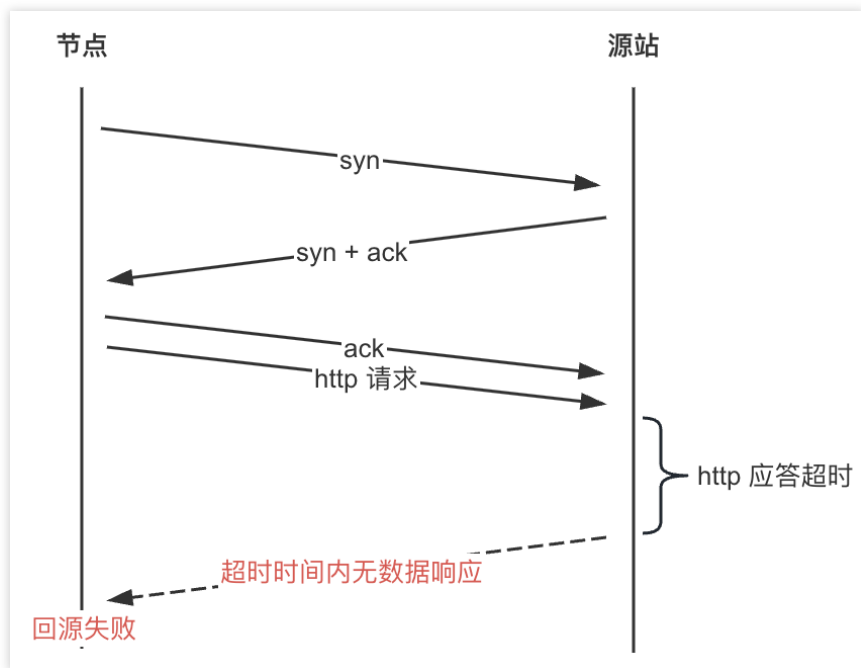 节点
源站
syn
syn + ack
ack
http 请求
http 应答超时
超时时间内无数据响应
回源失败